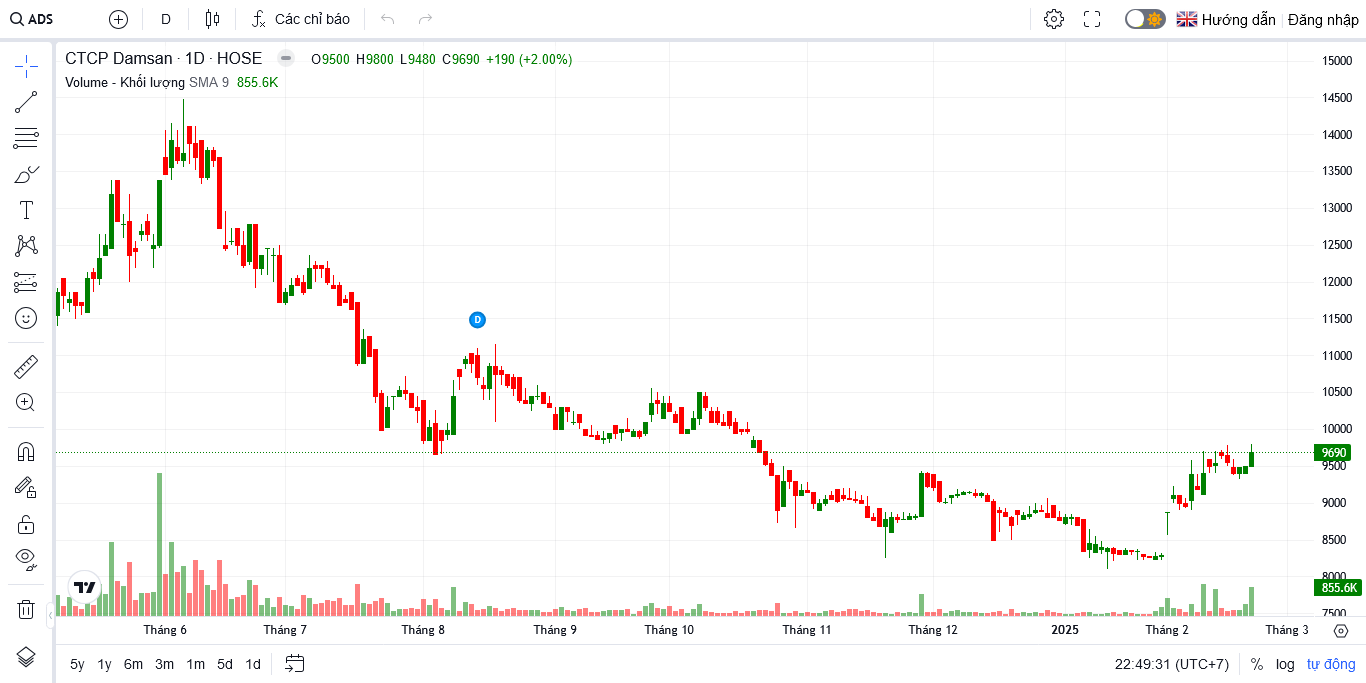 ADS D Các chỉ báo Hướng dẫn Đăng nhập
CTCP Damsan · 1D · HOSE O9500 H9800 L9480 C9690 +190 (+2.00%)
Volume - Khối lượng SMA 9 855.6K
15000
14500
14000
13500
13000
12500
12000
11500
D
11000
10500
10000
9690
9500
9000
8500
8000
855.6K
7500
Tháng 6 Tháng 7 Tháng 8 Tháng 9 Tháng 10 Tháng 11 Tháng 12 2025 Tháng 2 Tháng 3
5y 1y 6m 3m 1m 5d 1d 22:49:31 (UTC+7) % log tự động